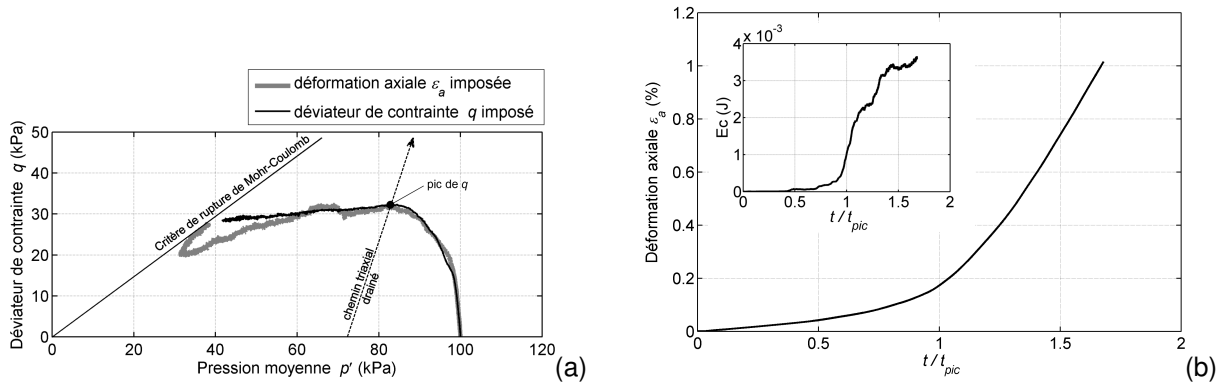 déformation axiale εa imposée
déviateur de contrainte q imposé
Déviateur de contrainte q (kPa)
50
40
30
20
10
0
Critère de rupture de Mohr-Coulomb
pic de q
chemin triaxial
drainé
0 20 40 60 80 100 120
Pression moyenne p' (kPa)
(a)
Déformation axiale εa (%)
1.2
1
0.8
0.6
0.4
0.2
0
0 0.5 1 1.5 2
t / tpic
4 x 10-3
3
2
1
0
Ec (J)
0 0.5 1 1.5 2
t / tpic
(b)